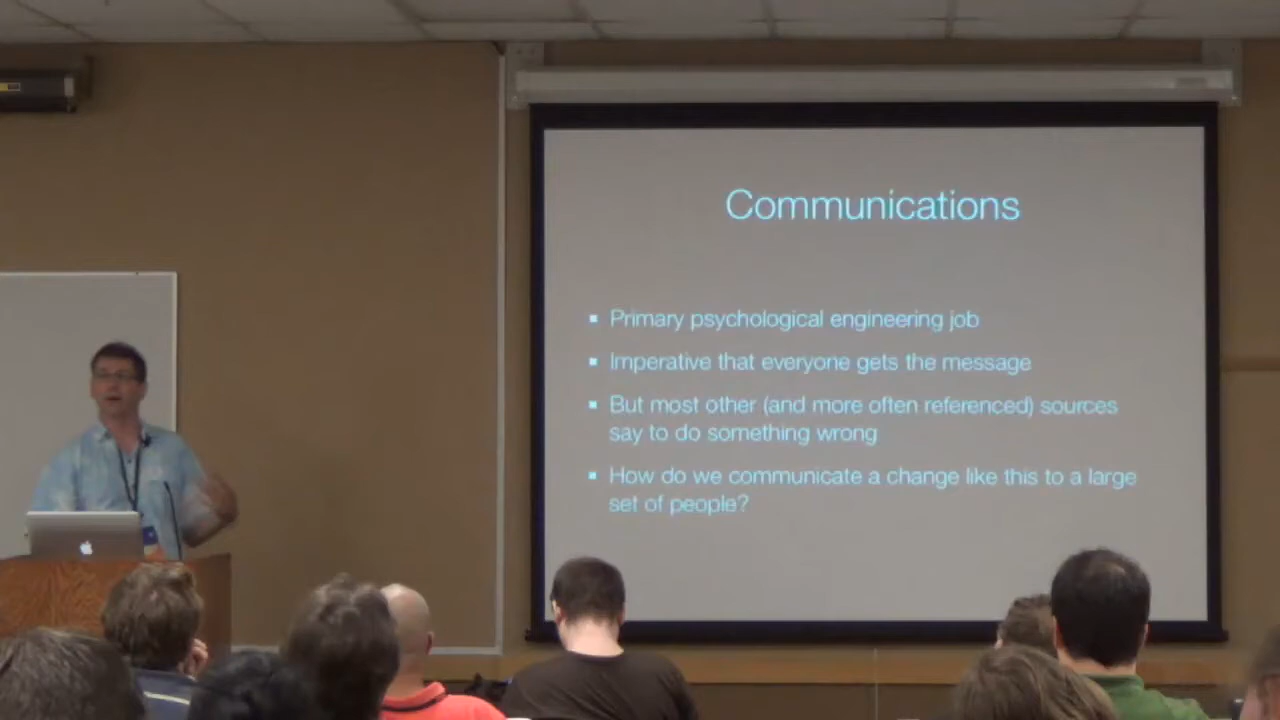 Communications
▪ Primary psychological engineering job
▪ Imperative that everyone gets the message
▪ But most other (and more often referenced) sources
say to do something wrong
▪ How do we communicate a change like this to a large
set of people?